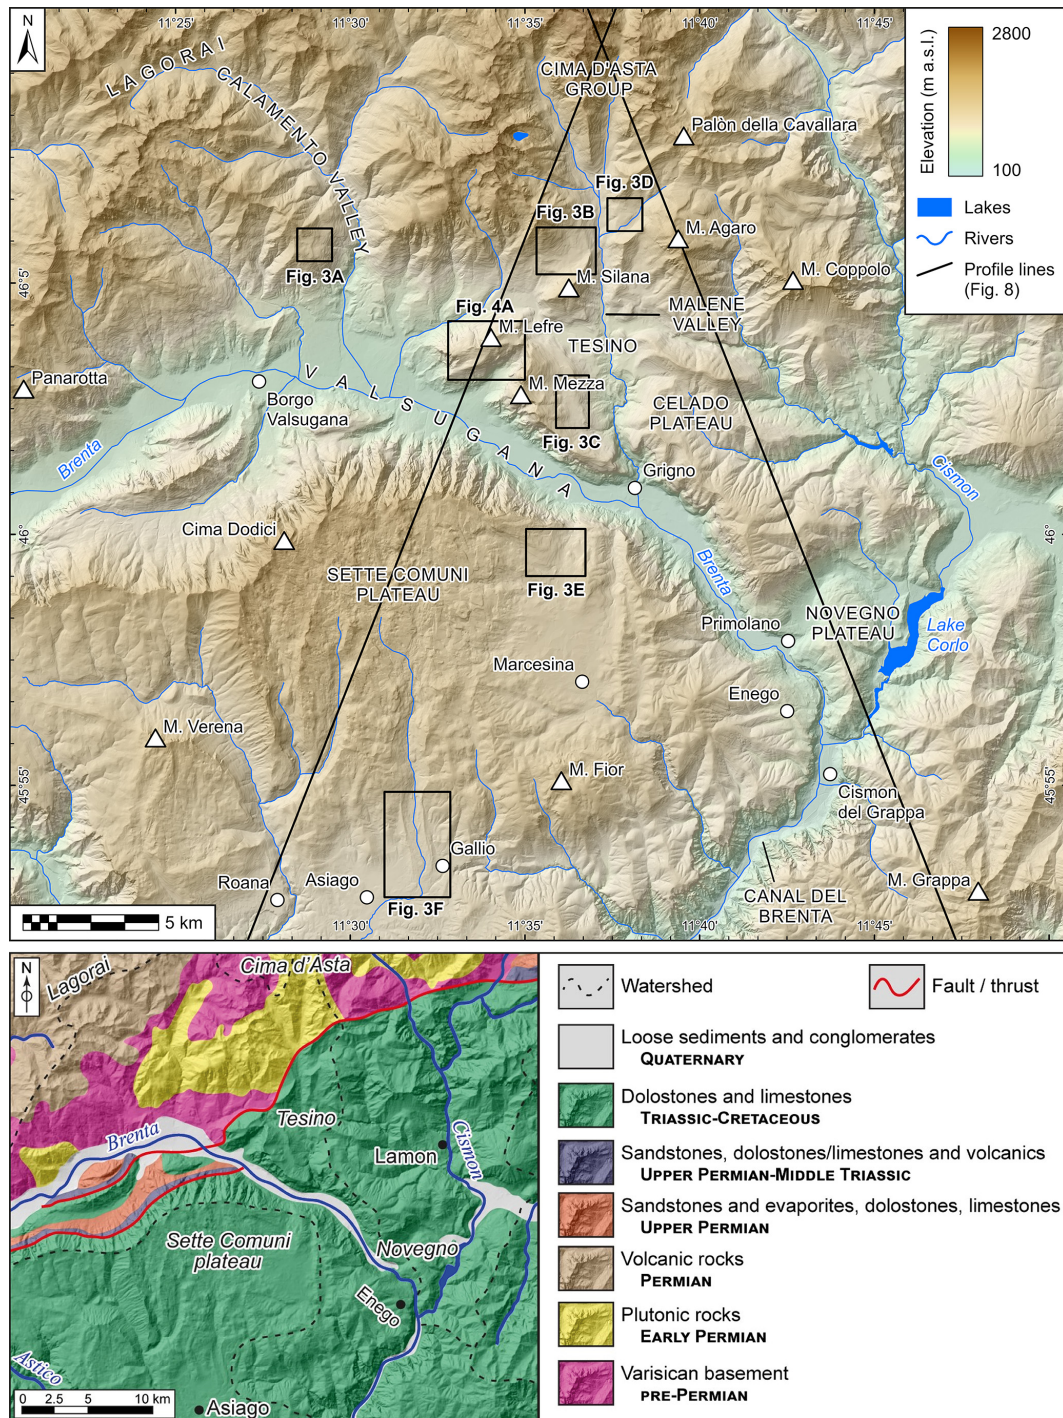 11°25'
11°35'
11°45'
N
LAGORAI
CALAMENTO VALLEY
CIMA D'ASTA
GROUP
Palòn della Cavallara
Fig. 3D
Fig. 3B
Fig. 3A
M. Agaro
M. Coppolo
M. Silana
46°5'
Fig. 4A
M. Lefre
MALENE
VALLEY
TESINO
Panarotta
M. Mezza
Borgo
Valsugana
VALSUGANA
CELADO
PLATEAU
Fig. 3C
Brenta
Grigno
Cismon
Cima Dodici
46°
46°
SETTE COMUNI
PLATEAU
Fig. 3E
Brenta
Primolano
NOVEGNO
PLATEAU
Lake
Corlo
Marcesina
Enego
M. Verena
M. Fior
45°55'
45°55'
Cismon
del Grappa
Gallio
Roana
Asiago
Fig. 3F
M. Grappa
CANAL DEL
BRENTA
5 km
11°30'
11°35'
11°40'
11°45'
Elevation (m a.s.l.)
2800
100
Lakes
Rivers
Profile lines
(Fig. 8)
N
Lagorai
Cima d'Asta
Tesino
Brenta
Lamon
Cismon
Sette Comuni
plateau
Novegno
Enego
Astico
0 2.5 5 10 km
Asiago
Watershed
Fault / thrust
Loose sediments and conglomerates
QUATERNARY
Dolostones and limestones
TRIASSIC-CRETACEOUS
Sandstones, dolostones/limestones and volcanics
UPPER PERMIAN-MIDDLE TRIASSIC
Sandstones and evaporites, dolostones, limestones
UPPER PERMIAN
Volcanic rocks
PERMIAN
Plutonic rocks
EARLY PERMIAN
Varisican basement
PRE-PERMIAN